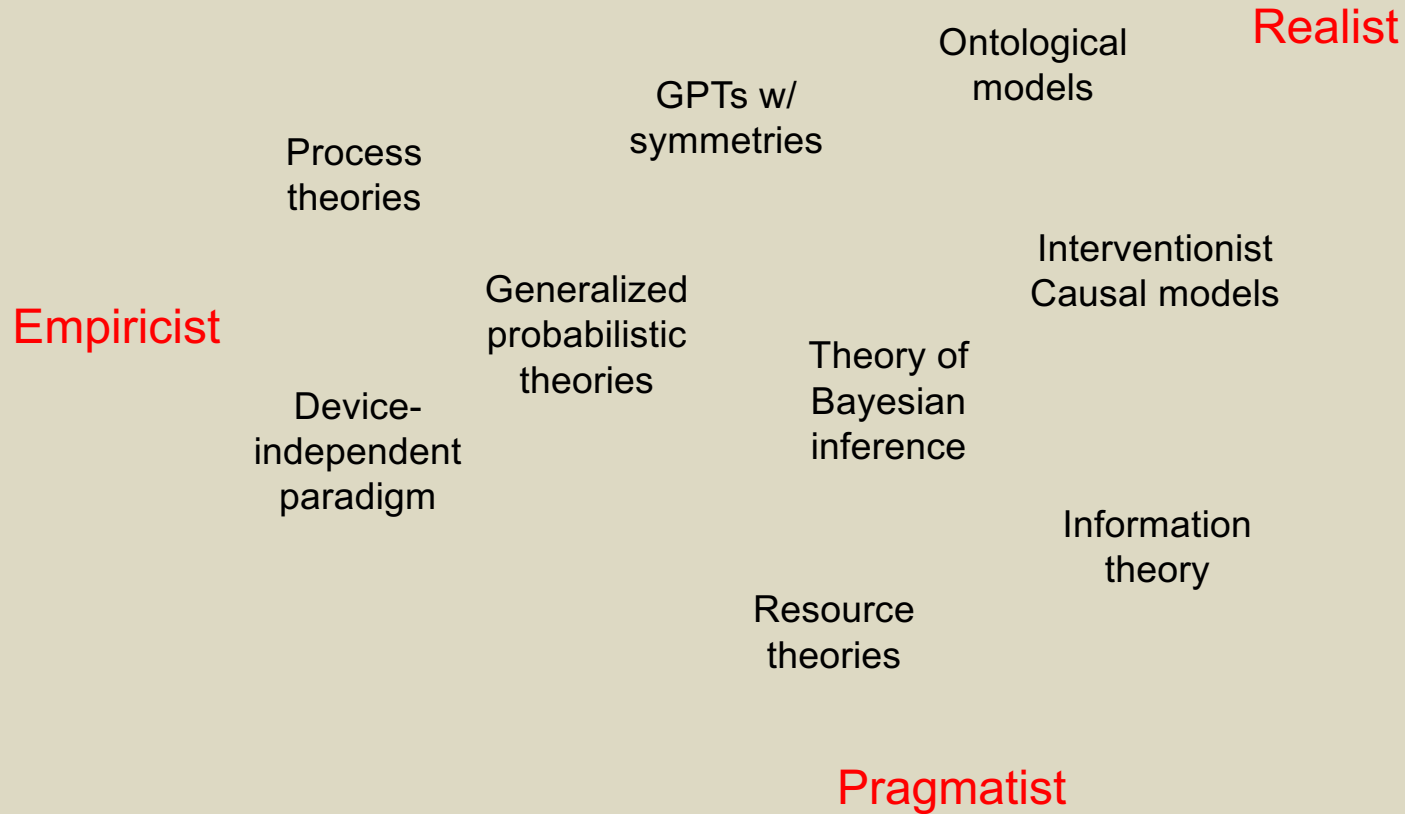 Realist
Ontological
models
GPTs w/
symmetries
Process
theories
Interventionist
Causal models
Generalized
probabilistic
theories
Empiricist
Theory of
Bayesian
inference
Device-
independent
paradigm
Information
theory
Resource
theories
Pragmatist